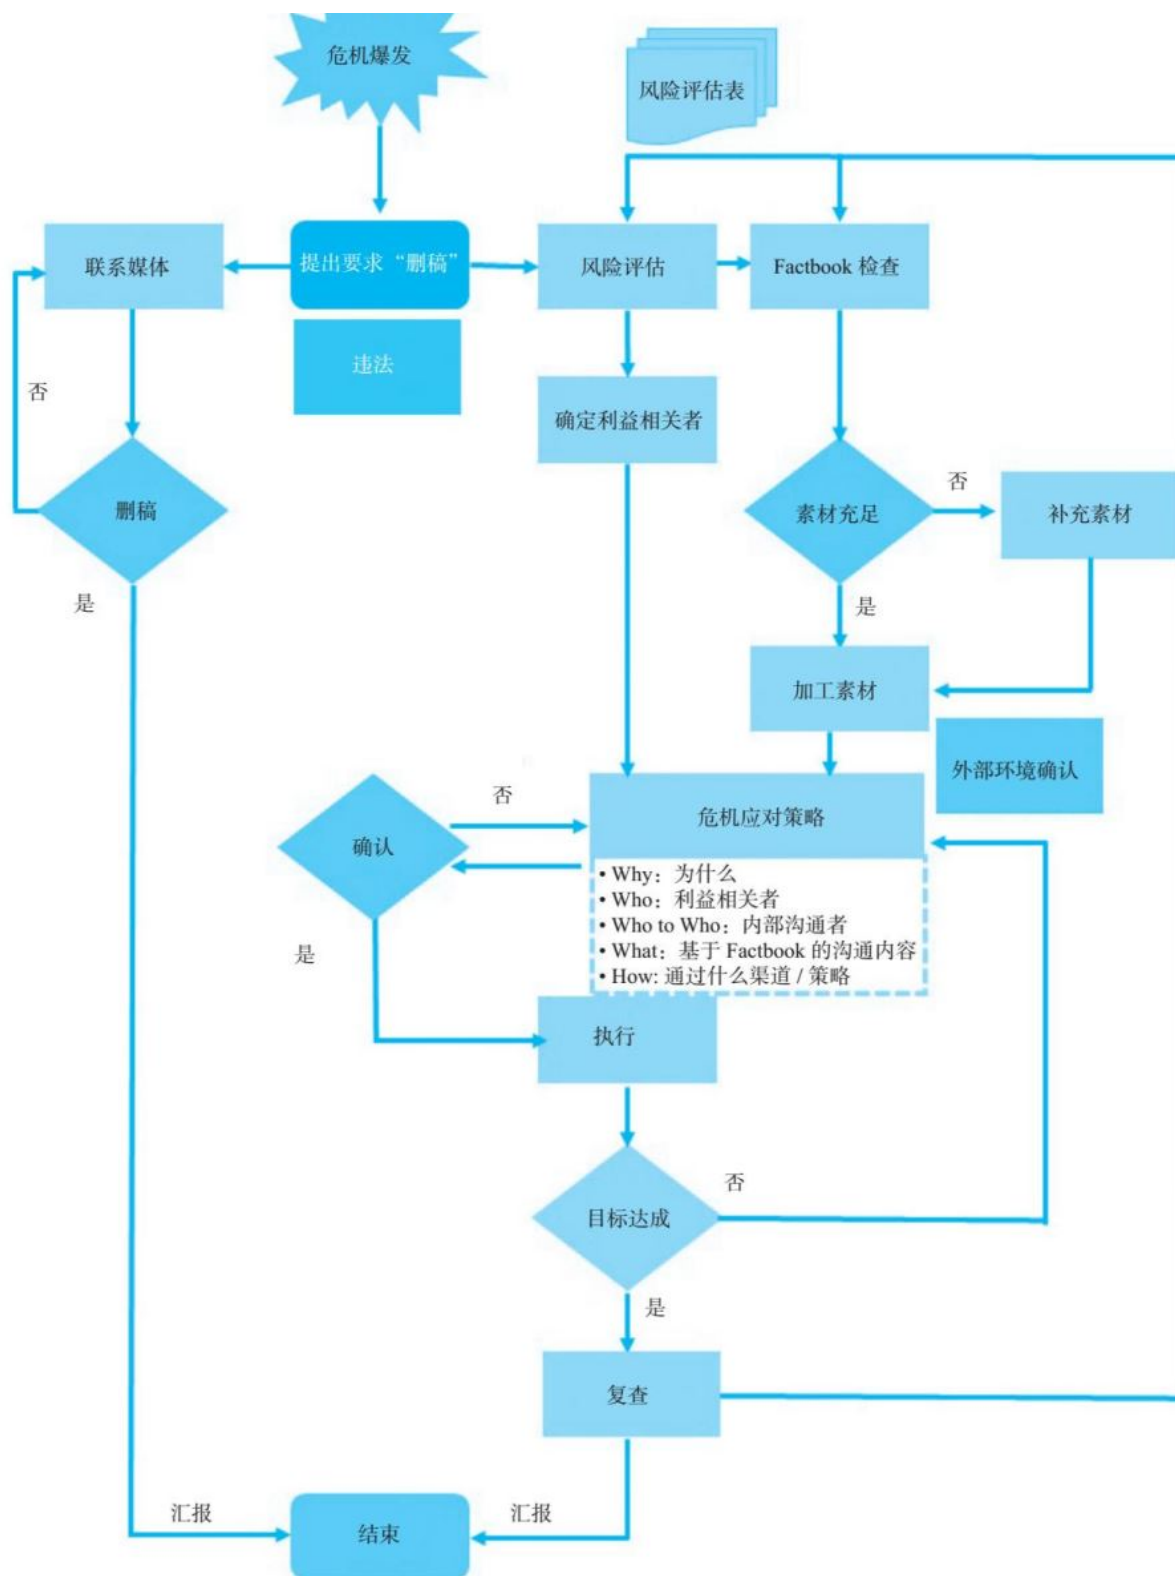 危机爆发
风险评估表
联系媒体
提出要求“删稿”
风险评估
Factbook 检查
违法
否
确定利益相关者
删稿
素材充足
否
补充素材
是
是
加工素材
外部环境确认
否
危机应对策略
确认
• Why：为什么
• Who：利益相关者
• Who to Who：内部沟通者
• What：基于 Factbook 的沟通内容
• How: 通过什么渠道 / 策略
是
执行
目标达成
否
是
复查
汇报
结束
汇报